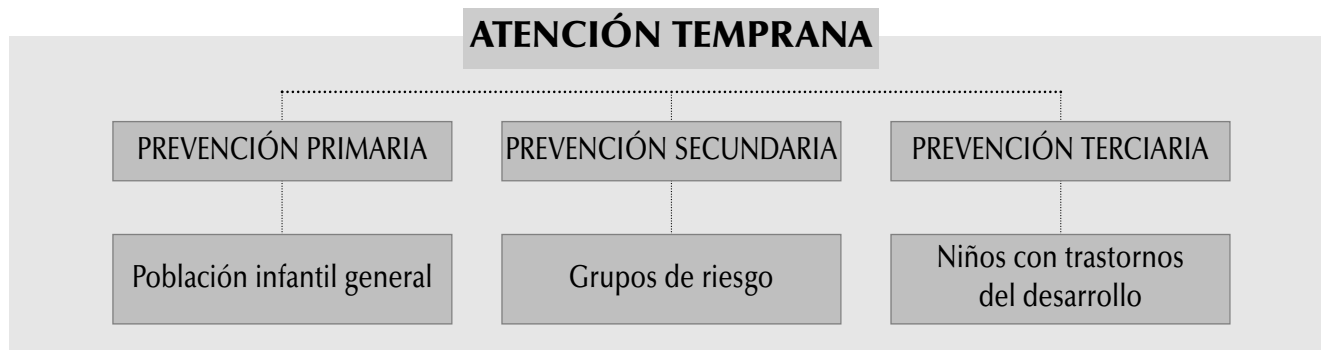 ATENCIÓN TEMPRANA
PREVENCIÓN PRIMARIA
PREVENCIÓN SECUNDARIA
PREVENCIÓN TERCIARIA
Población infantil general
Grupos de riesgo
Niños con trastornos
del desarrollo